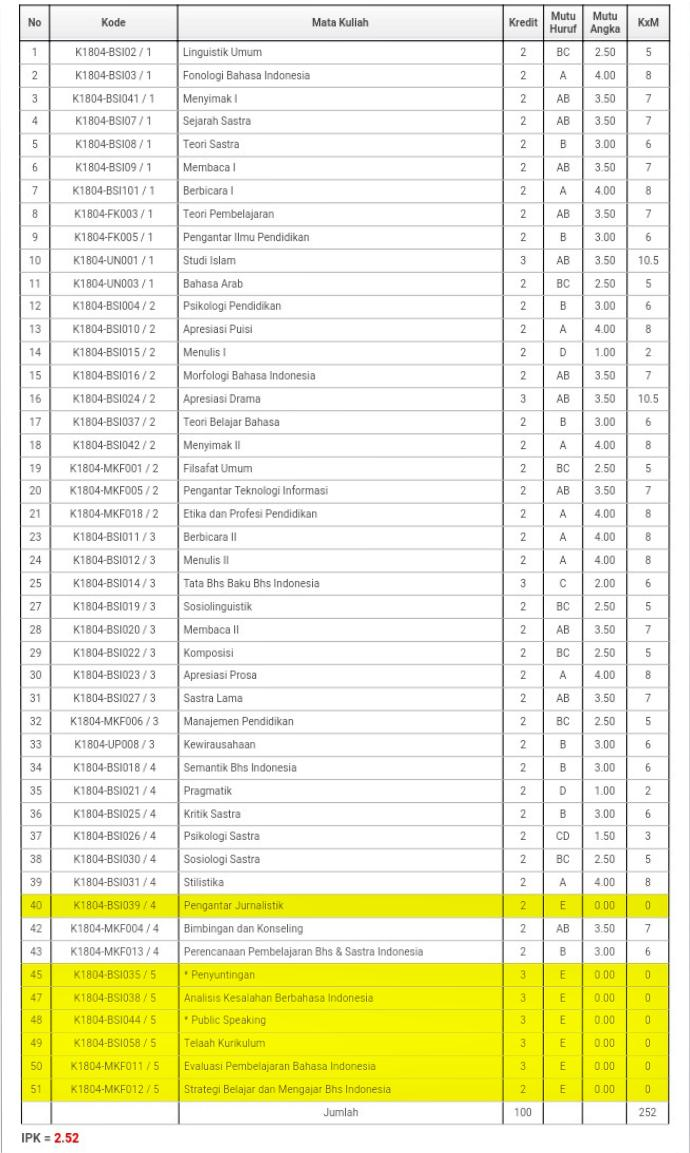 No Kode Mata Kuliah Kredit Mutu Huruf Mutu Angka KxM
1 K1804-BSI02 / 1 Linguistik Umum 2 BC 2.50 5
2 K1804-BSI03 / 1 Fonologi Bahasa Indonesia 2 A 4.00 8
3 K1804-BSI041 / 1 Menyimak I 2 AB 3.50 7
4 K1804-BSI07 / 1 Sejarah Sastra 2 AB 3.50 7
5 K1804-BSI08 / 1 Teori Sastra 2 B 3.00 6
6 K1804-BSI09 / 1 Membaca I 2 AB 3.50 7
7 K1804-BSI101 / 1 Berbicara I 2 A 4.00 8
8 K1804-FK003 / 1 Teori Pembelajaran 2 AB 3.50 7
9 K1804-FK005 / 1 Pengantar Ilmu Pendidikan 2 B 3.00 6
10 K1804-UN001 / 1 Studi Islam 3 AB 3.50 10.5
11 K1804-UN003 / 1 Bahasa Arab 2 BC 2.50 5
12 K1804-BSI004 / 2 Psikologi Pendidikan 2 B 3.00 6
13 K1804-BSI010 / 2 Apresiasi Puisi 2 A 4.00 8
14 K1804-BSI015 / 2 Menulis I 2 D 1.00 2
15 K1804-BSI016 / 2 Morfologi Bahasa Indonesia 2 AB 3.50 7
16 K1804-BSI024 / 2 Apresiasi Drama 3 AB 3.50 10.5
17 K1804-BSI037 / 2 Teori Belajar Bahasa 2 B 3.00 6
18 K1804-BSI042 / 2 Menyimak II 2 A 4.00 8
19 K1804-MKF001 / 2 Filsafat Umum 2 BC 2.50 5
20 K1804-MKF005 / 2 Pengantar Teknologi Informasi 2 AB 3.50 7
21 K1804-MKF018 / 2 Etika dan Profesi Pendidikan 2 A 4.00 8
23 K1804-BSI011 / 3 Berbicara II 2 A 4.00 8
24 K1804-BSI012 / 3 Menulis II 2 A 4.00 8
25 K1804-BSI014 / 3 Tata Bhs Baku Bhs Indonesia 3 C 2.00 6
27 K1804-BSI019 / 3 Sosiolinguistik 2 BC 2.50 5
28 K1804-BSI020 / 3 Membaca II 2 AB 3.50 7
29 K1804-BSI022 / 3 Komposisi 2 BC 2.50 5
30 K1804-BSI023 / 3 Apresiasi Prosa 2 A 4.00 8
31 K1804-BSI027 / 3 Sastra Lama 2 AB 3.50 7
32 K1804-MKF006 / 3 Manajemen Pendidikan 2 BC 2.50 5
33 K1804-UP008 / 3 Kewirausahaan 2 B 3.00 6
34 K1804-BSI018 / 4 Semantik Bhs Indonesia 2 B 3.00 6
35 K1804-BSI021 / 4 Pragmatik 2 D 1.00 2
36 K1804-BSI025 / 4 Kritik Sastra 2 B 3.00 6
37 K1804-BSI026 / 4 Psikologi Sastra 2 CD 1.50 3
38 K1804-BSI030 / 4 Sosiologi Sastra 2 BC 2.50 5
39 K1804-BSI031 / 4 Stilistika 2 A 4.00 8
40 K1804-BSI039 / 4 Pengantar Jurnalistik 2 E 0.00 0
42 K1804-MKF004 / 4 Bimbingan dan Konseling 2 AB 3.50 7
43 K1804-MKF013 / 4 Perencanaan Pembelajaran Bhs & Sastra Indonesia 2 B 3.00 6
45 K1804-BSI035 / 5 * Penyuntingan 3 E 0.00 0
47 K1804-BSI038 / 5 Analisis Kesalahan Berbahasa Indonesia 3 E 0.00 0
48 K1804-BSI044 / 5 * Public Speaking 3 E 0.00 0
49 K1804-BSI058 / 5 Telaah Kurikulum 3 E 0.00 0
50 K1804-MKF011 / 5 Evaluasi Pembelajaran Bahasa Indonesia 3 E 0.00 0
51 K1804-MKF012 / 5 Strategi Belajar dan Mengajar Bhs Indonesia 2 E 0.00 0
Jumlah 100 252
IPK = 2.52